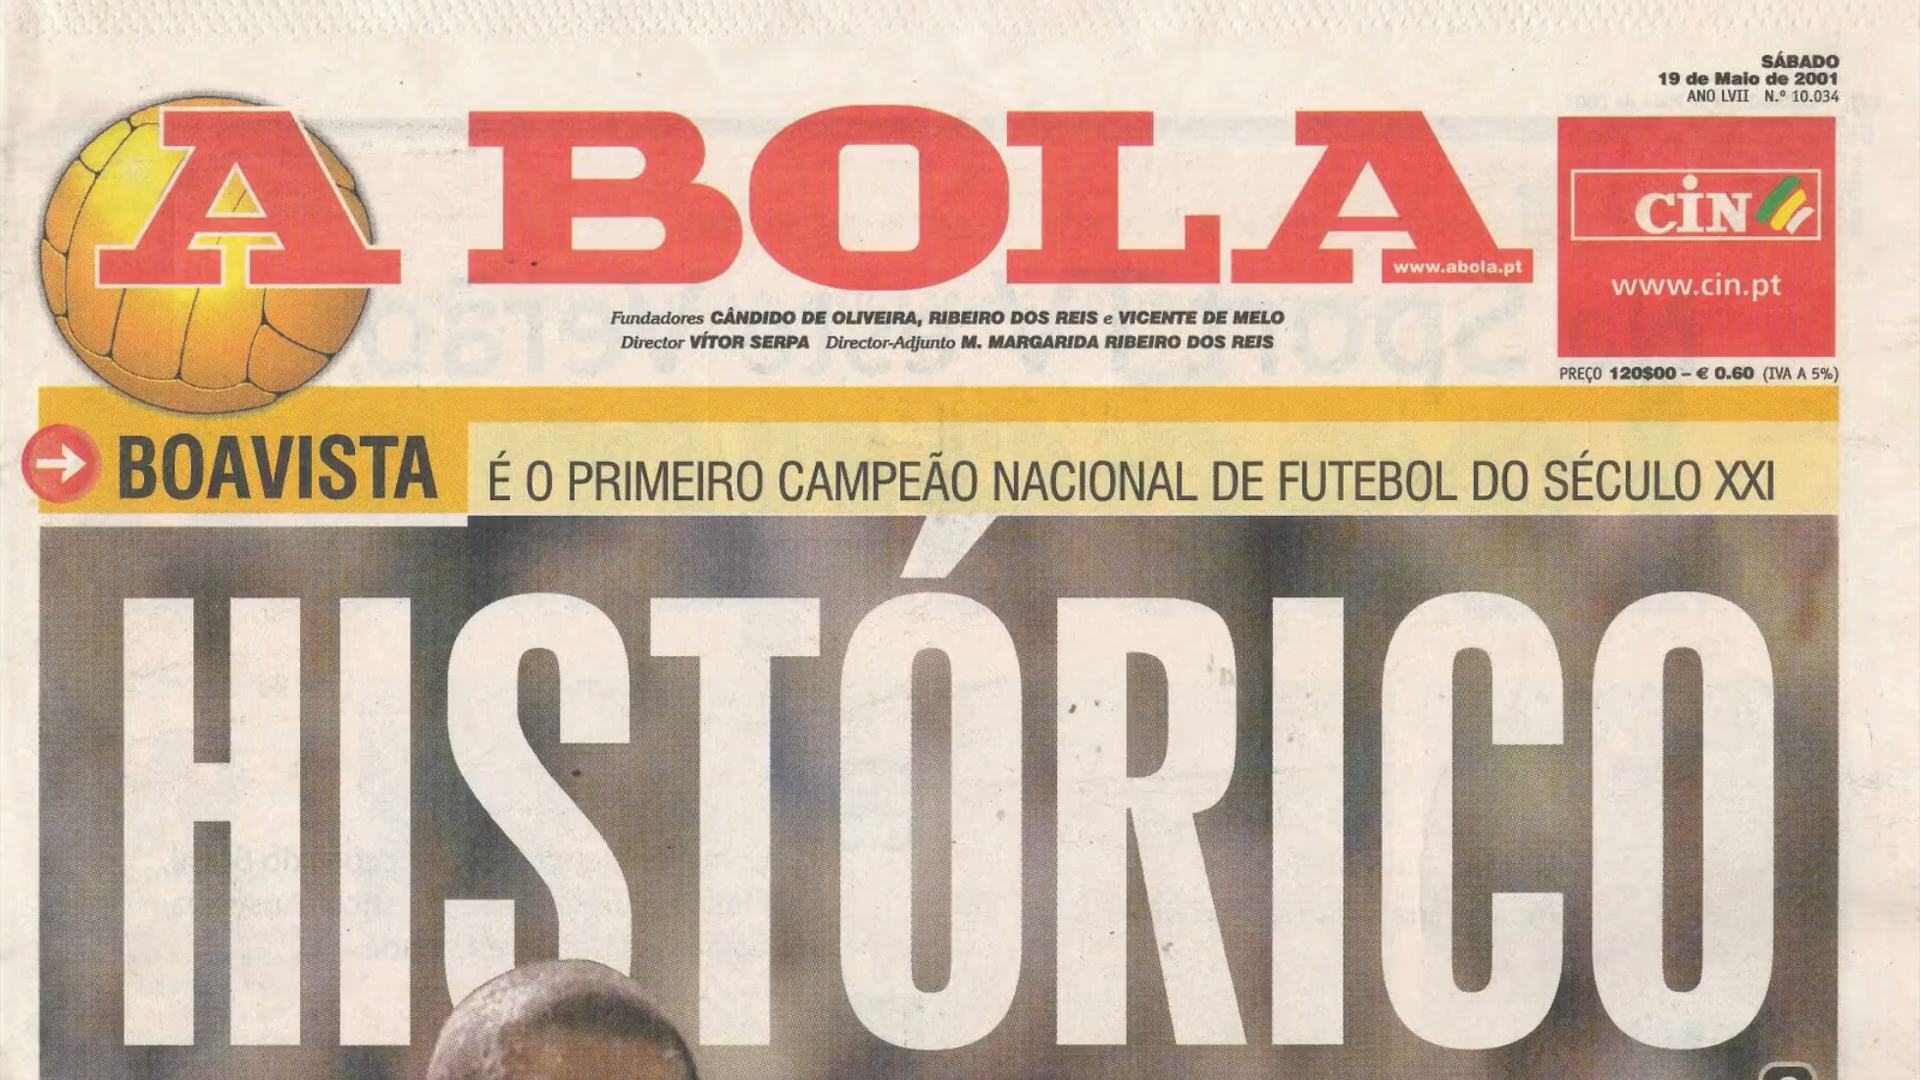 SÁBADO
19 de Maio de 2001
ANO LVII N.º 10.034
A BOLA
www.abola.pt
CiN
www.cin.pt
Fundadores CÂNDIDO DE OLIVEIRA, RIBEIRO DOS REIS e VICENTE DE MELO
Director VÍTOR SERPA Director-Adjunto M. MARGARIDA RIBEIRO DOS REIS
PREÇO 120$00 – € 0.60 (IVA A 5%)
BOAVISTA É O PRIMEIRO CAMPEÃO NACIONAL DE FUTEBOL DO SÉCULO XXI
HISTÓRICO